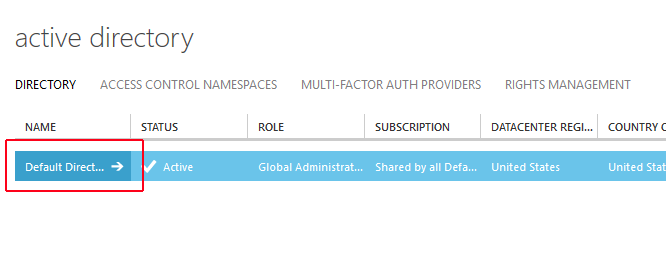 active directory
DIRECTORY ACCESS CONTROL NAMESPACES MULTI-FACTOR AUTH PROVIDERS RIGHTS MANAGEMENT
NAME STATUS ROLE SUBSCRIPTION DATACENTER REGI... COUNTRY O
Default Direct... Active Global Administrat... Shared by all Defa... United States United Stat